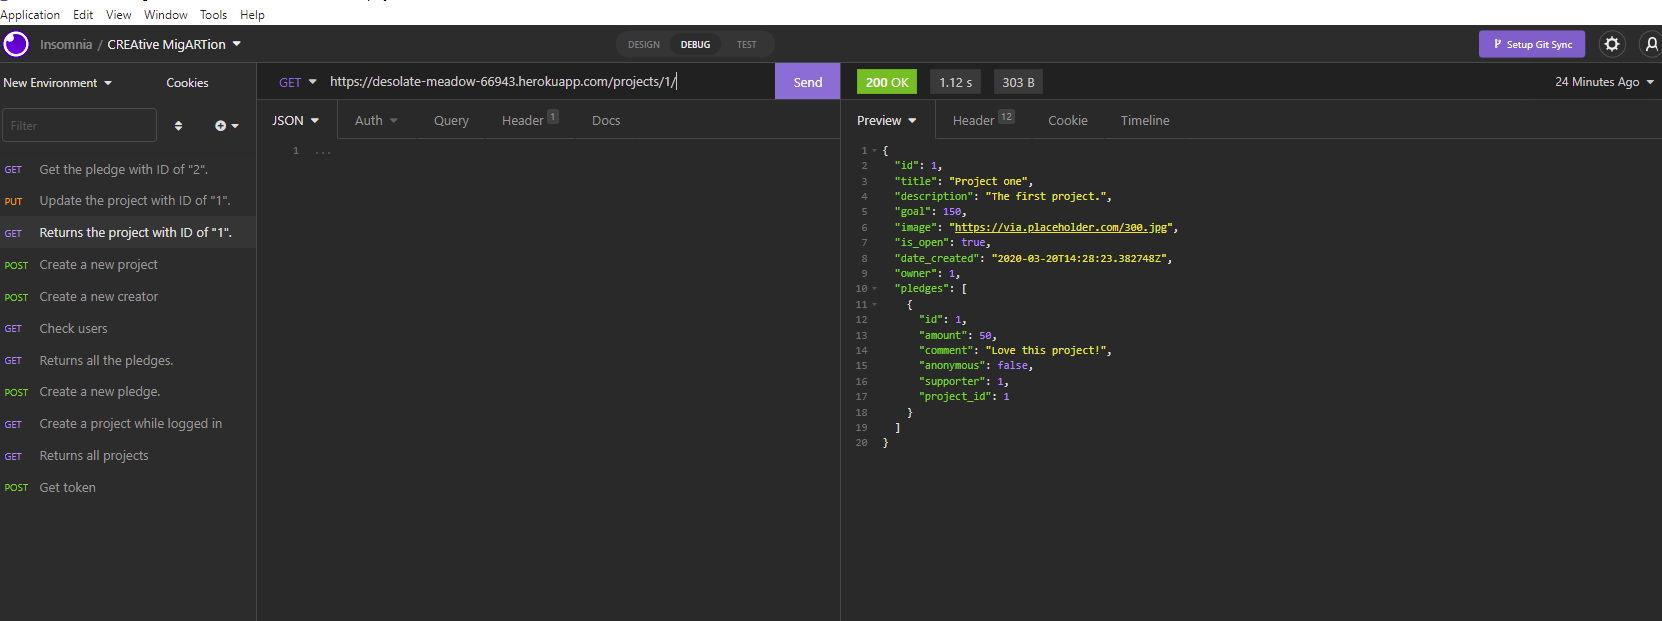 Application Edit View Window Tools Help
Insomnia / CREAtive MigARTion
DESIGN DEBUG TEST
Setup Git Sync
New Environment
Cookies
GET https://desolate-meadow-66943.herokuapp.com/projects/1/
Send
200 OK 1.12 s 303 B
24 Minutes Ago
Filter
JSON Auth Query Header 1 Docs
Preview Header 12 Cookie Timeline
GET Get the pledge with ID of "2".
PUT Update the project with ID of "1".
GET Returns the project with ID of "1".
POST Create a new project
POST Create a new creator
GET Check users
GET Returns all the pledges.
POST Create a new pledge.
GET Create a project while logged in
GET Returns all projects
POST Get token
1 ...
1 {
2 "id": 1,
3 "title": "Project one",
4 "description": "The first project.",
5 "goal": 150,
6 "image": "https://via.placeholder.com/300.jpg",
7 "is_open": true,
8 "date_created": "2020-03-20T14:28:23.382748Z",
9 "owner": 1,
10 "pledges": [
11 {
12 "id": 1,
13 "amount": 50,
14 "comment": "Love this project!",
15 "anonymous": false,
16 "supporter": 1,
17 "project_id": 1
18 }
19 ]
20 }